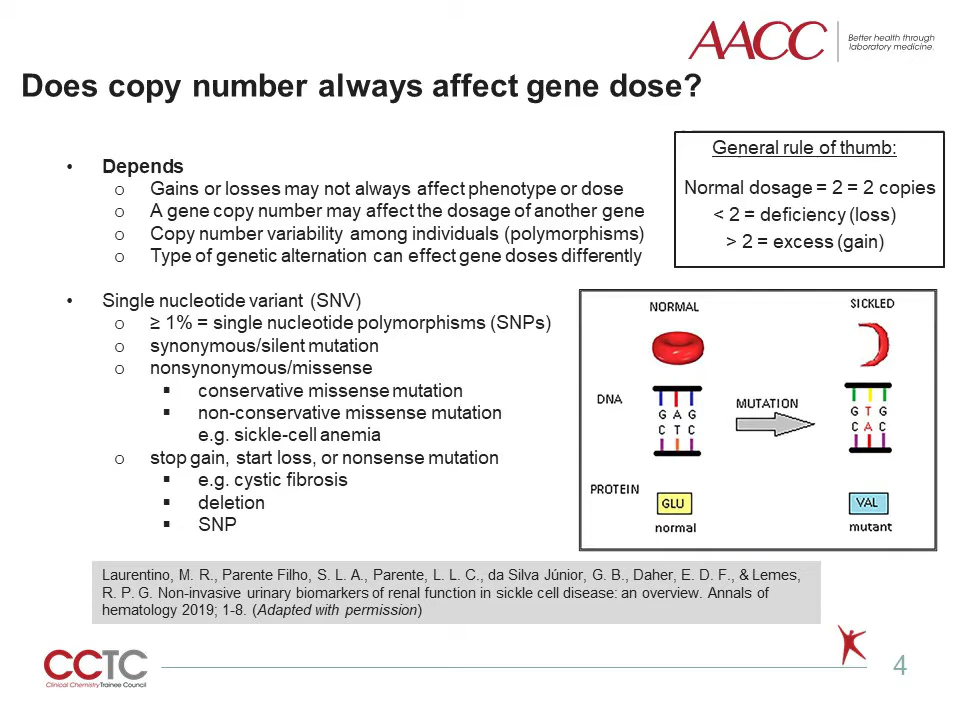 AACC
Better health through
laboratory medicine.
Does copy number always affect gene dose?
• Depends
o Gains or losses may not always affect phenotype or dose
o A gene copy number may affect the dosage of another gene
o Copy number variability among individuals (polymorphisms)
o Type of genetic alternation can effect gene doses differently
General rule of thumb:
Normal dosage = 2 = 2 copies
< 2 = deficiency (loss)
> 2 = excess (gain)
• Single nucleotide variant (SNV)
o ≥ 1% = single nucleotide polymorphisms (SNPs)
o synonymous/silent mutation
o nonsynonymous/missense
▪ conservative missense mutation
▪ non-conservative missense mutation
e.g. sickle-cell anemia
o stop gain, start loss, or nonsense mutation
▪ e.g. cystic fibrosis
▪ deletion
▪ SNP
NORMAL
SICKLED
DNA
G A G
C T C
MUTATION
G T G
C A C
PROTEIN
GLU
VAL
normal
mutant
Laurentino, M. R., Parente Filho, S. L. A., Parente, L. L. C., da Silva Júnior, G. B., Daher, E. D. F., & Lemes,
R. P. G. Non-invasive urinary biomarkers of renal function in sickle cell disease: an overview. Annals of
hematology 2019; 1-8. (Adapted with permission)
CCTC
Clinical Chemistry Trainee Council
4